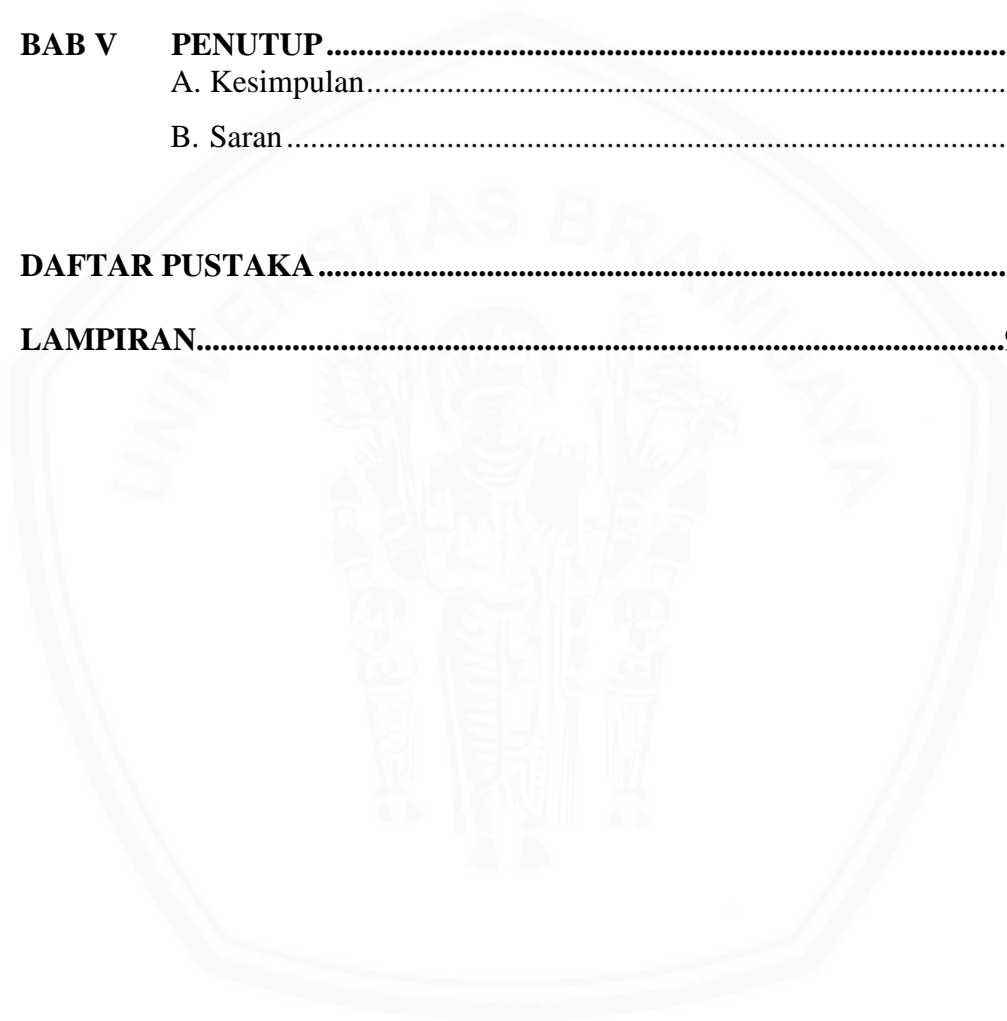 BAB V PENUTUP........................................................................................
A. Kesimpulan................................................................................
B. Saran..........................................................................................
UNIVERSITAS BRAWIJAYA
DAFTAR PUSTAKA.......................................................................................
LAMPIRAN.....................................................................................................